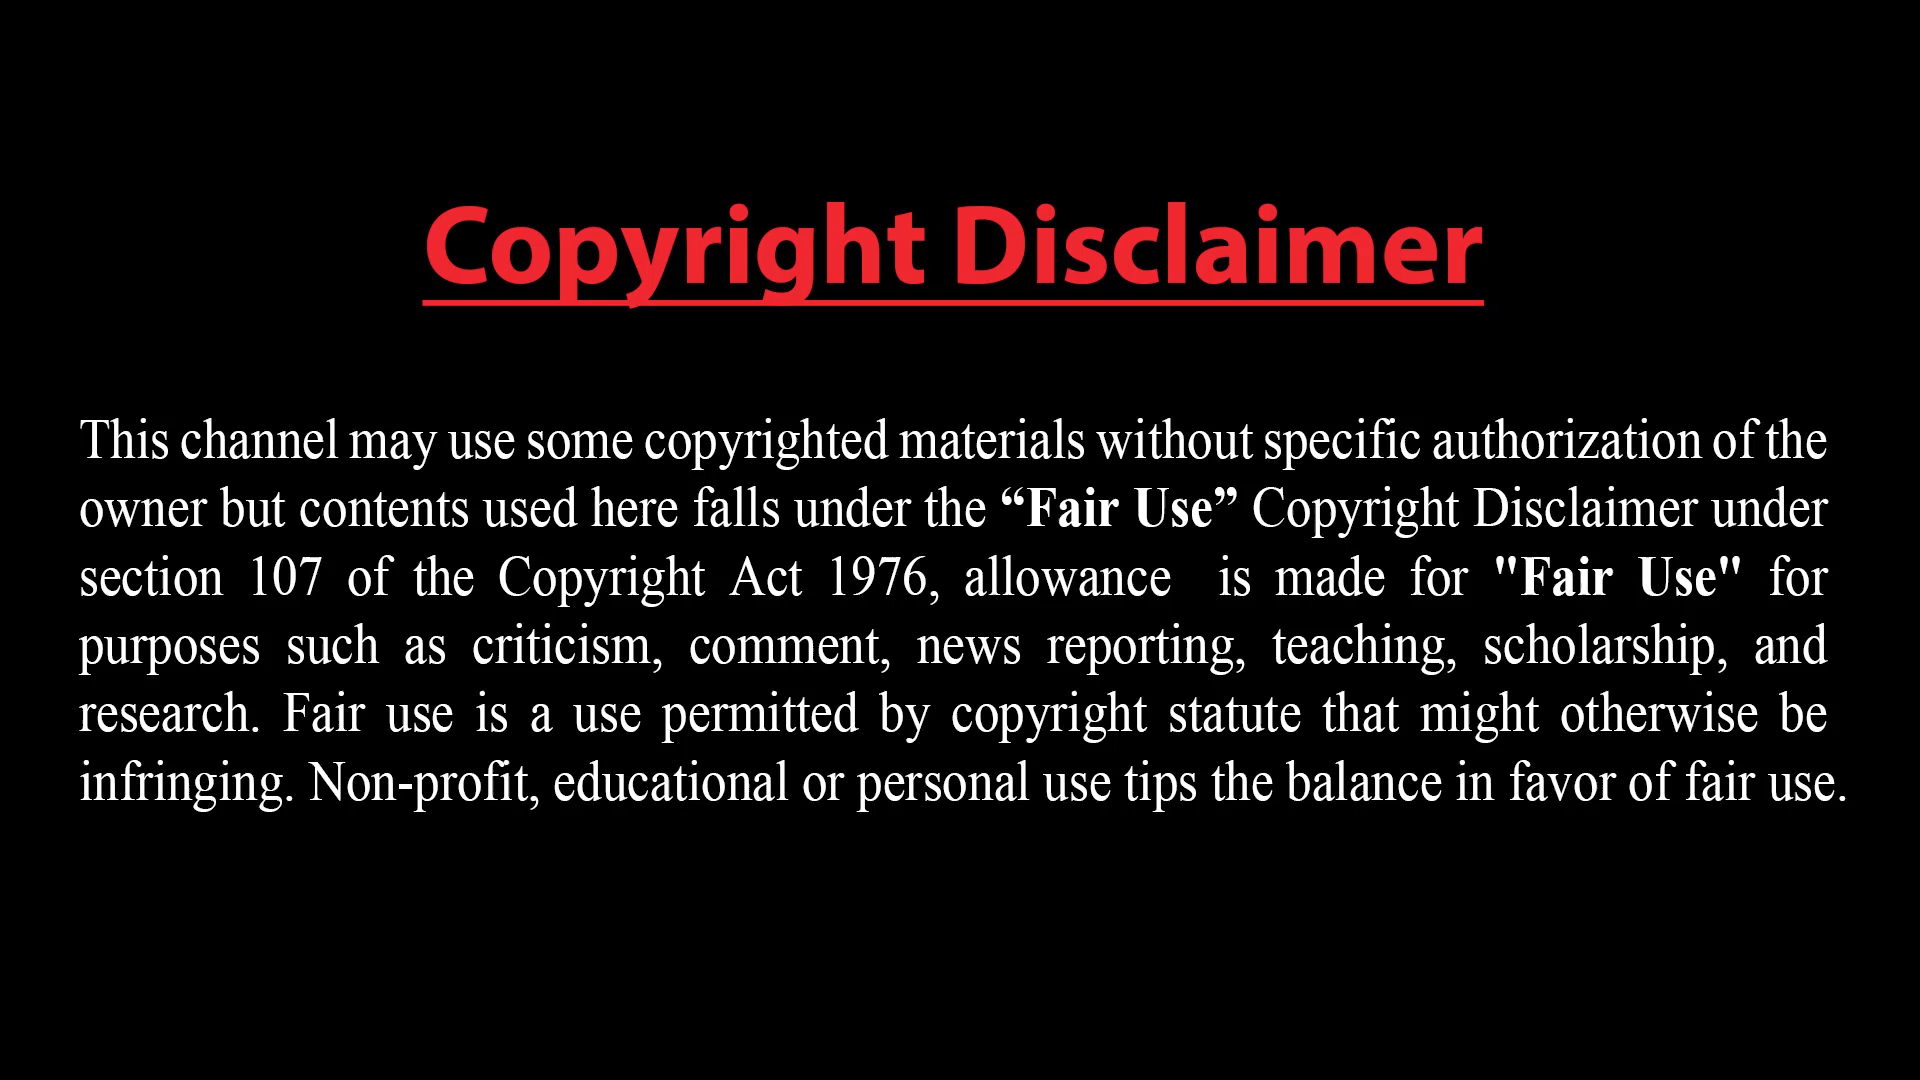 Copyright Disclaimer
This channel may use some copyrighted materials without specific authorization of the
owner but contents used here falls under the “Fair Use” Copyright Disclaimer under
section 107 of the Copyright Act 1976, allowance  is made for "Fair Use" for
purposes such as criticism, comment, news reporting, teaching, scholarship, and
research. Fair use is a use permitted by copyright statute that might otherwise be
infringing. Non-profit, educational or personal use tips the balance in favor of fair use.